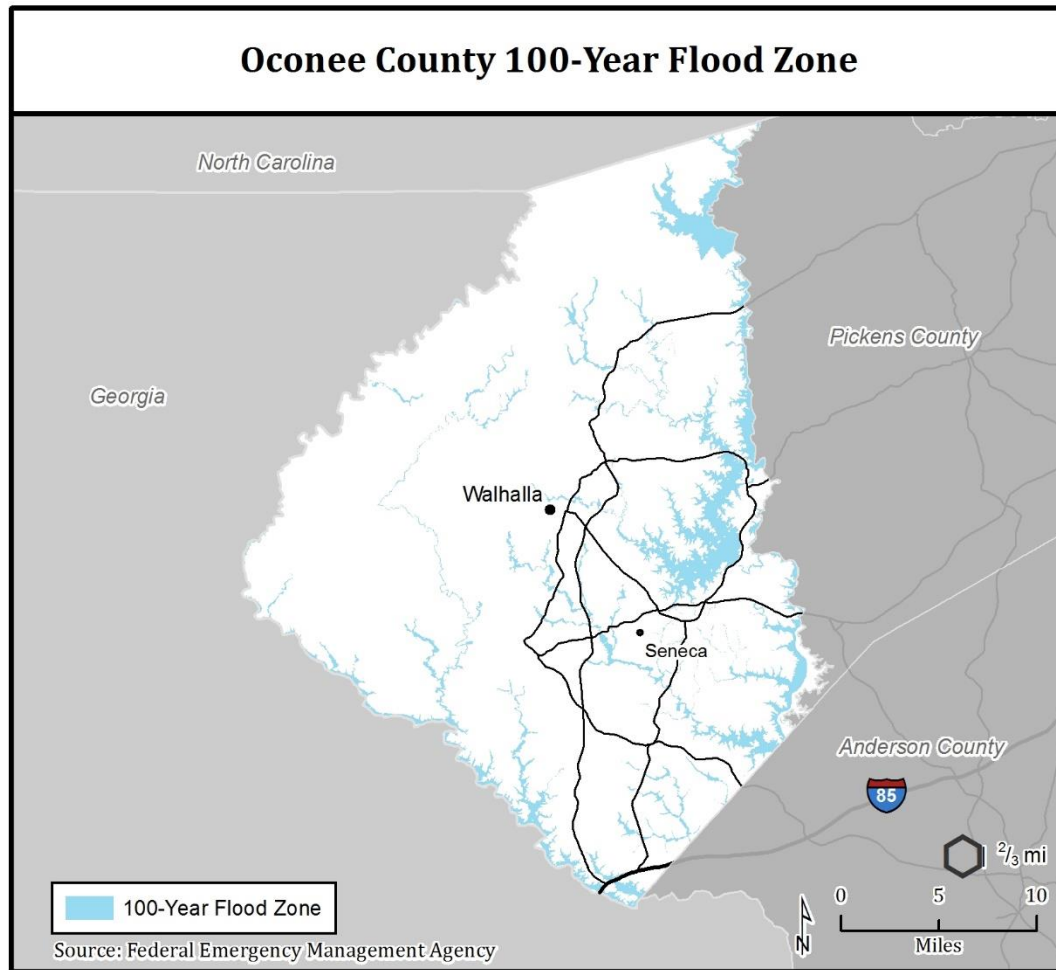 Oconee County 100-Year Flood Zone
North Carolina
Pickens County
Georgia
Walhalla
Seneca
Anderson County
85
2/3 mi
0 5 10
Miles
N
100-Year Flood Zone
Source: Federal Emergency Management Agency